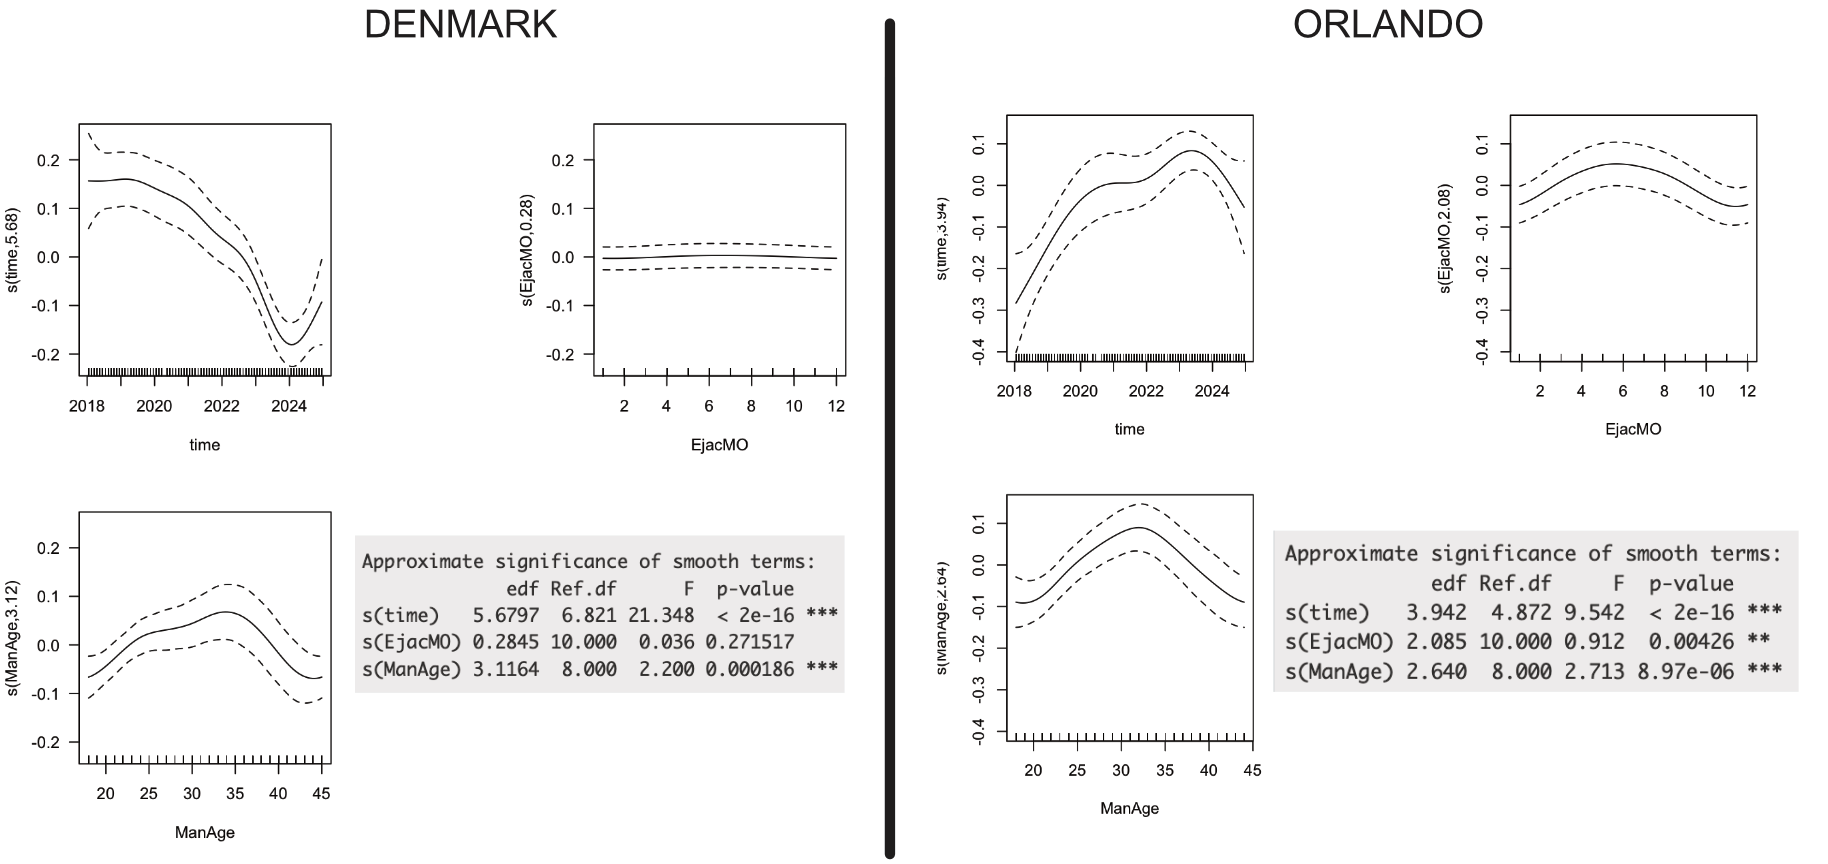 DENMARK
ORLANDO
s(time,5.68)
0.2
0.1
0.0
-0.1
-0.2
2018 2020 2022 2024
time
s(EjacMO,0.28)
0.2
0.1
0.0
-0.1
-0.2
2 4 6 8 10 12
EjacMO
s(ManAge,3.12)
0.2
0.1
0.0
-0.1
-0.2
20 25 30 35 40 45
ManAge
Approximate significance of smooth terms:
edf Ref.df F p-value
s(time) 5.6797 6.821 21.348 < 2e-16 ***
s(EjacMO) 0.2845 10.000 0.036 0.271517
s(ManAge) 3.1164 8.000 2.200 0.000186 ***
s(time,3.94)
0.1
0.0
-0.1
-0.2
-0.3
-0.4
2018 2020 2022 2024
time
s(EjacMO,2.08)
0.1
0.0
-0.1
-0.2
-0.3
-0.4
2 4 6 8 10 12
EjacMO
s(ManAge,2.64)
0.1
0.0
-0.1
-0.2
-0.3
-0.4
20 25 30 35 40 45
ManAge
Approximate significance of smooth terms:
edf Ref.df F p-value
s(time) 3.942 4.872 9.542 < 2e-16 ***
s(EjacMO) 2.085 10.000 0.912 0.00426 **
s(ManAge) 2.640 8.000 2.713 8.97e-06 ***